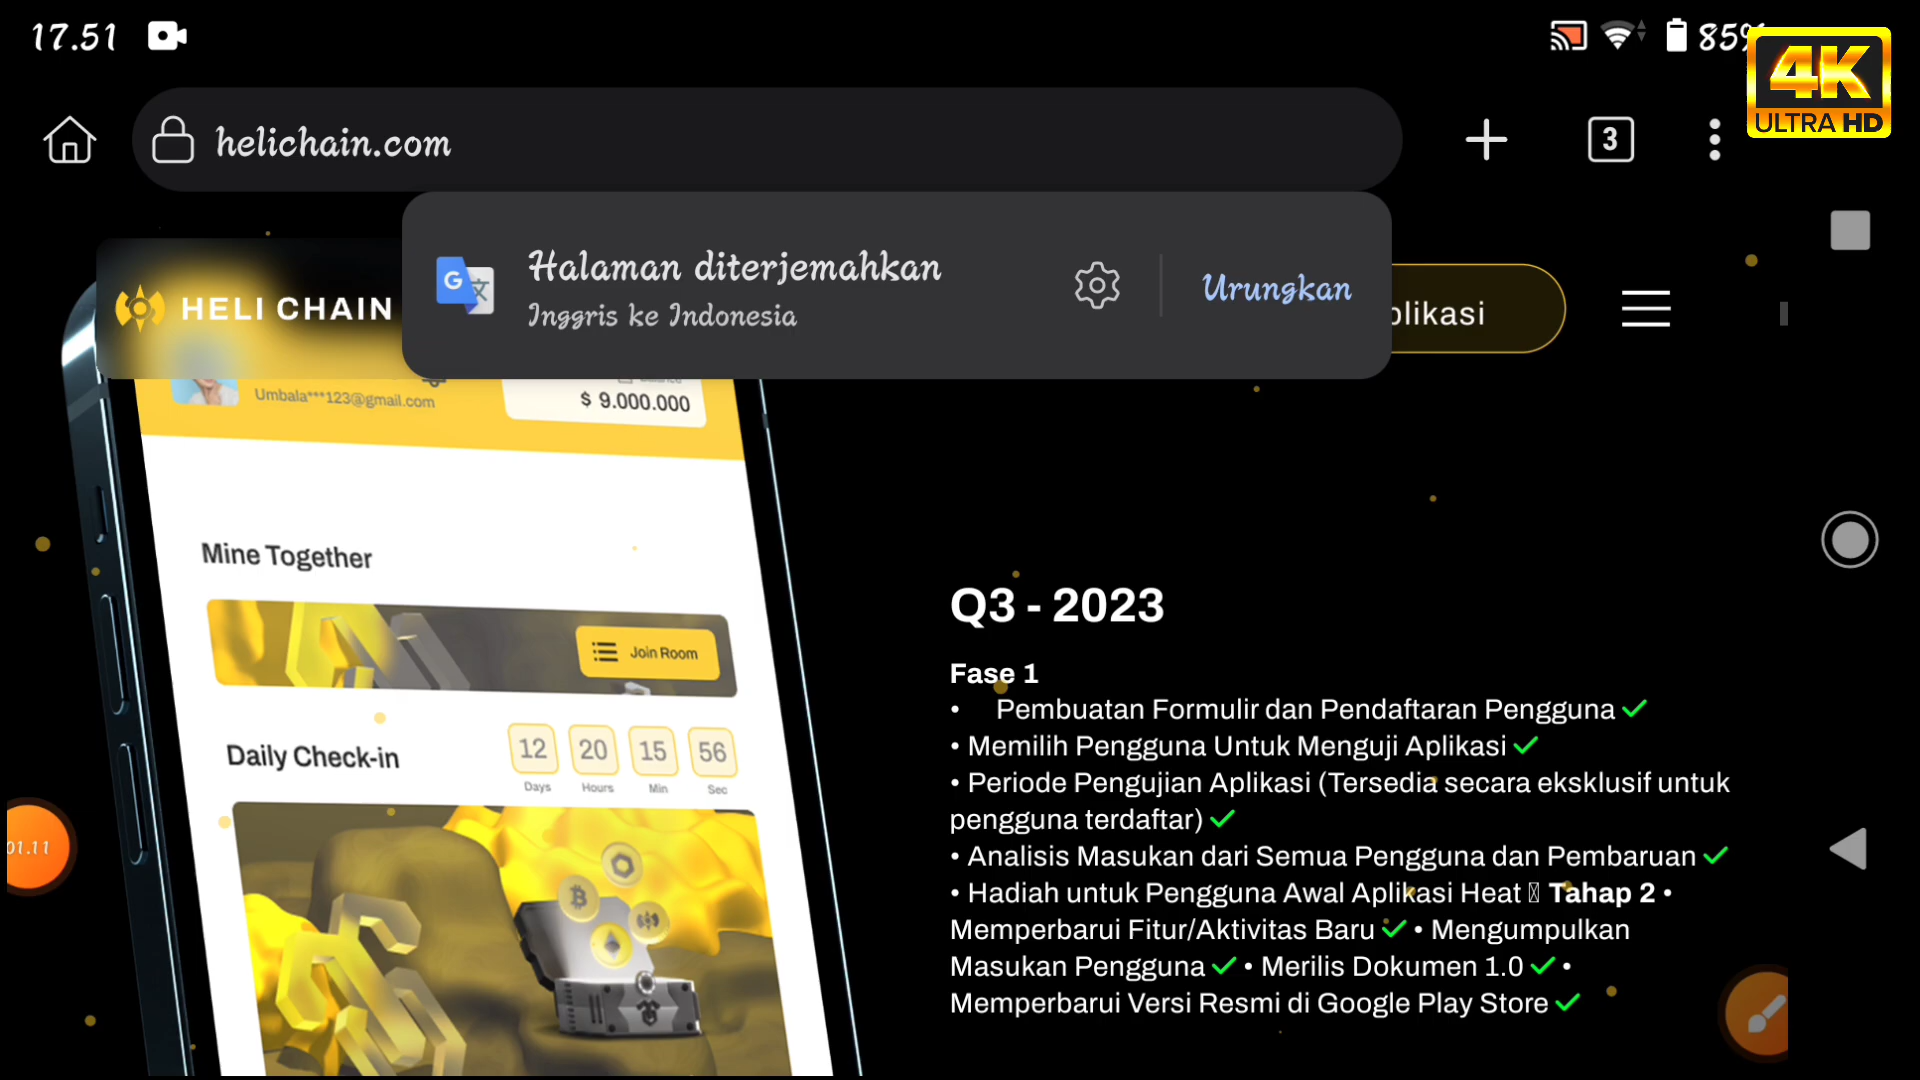 17.51
85%
4K
ULTRA HD
helichain.com
3
Halaman diterjemahkan
Inggris ke Indonesia
Urungkan
HELI CHAIN
plikasi
Umbala***123@gmail.com
$ 9.000.000
Mine Together
Join Room
Daily Check-in
12 20 15 56
Days Hours Min Sec
01.11
Q3 - 2023
Fase 1
• Pembuatan Formulir dan Pendaftaran Pengguna ✓
• Memilih Pengguna Untuk Menguji Aplikasi ✓
• Periode Pengujian Aplikasi (Tersedia secara eksklusif untuk
pengguna terdaftar) ✓
• Analisis Masukan dari Semua Pengguna dan Pembaruan ✓
• Hadiah untuk Pengguna Awal Aplikasi Heat Tahap 2 •
Memperbarui Fitur/Aktivitas Baru ✓ • Mengumpulkan
Masukan Pengguna ✓ • Merilis Dokumen 1.0 ✓ •
Memperbarui Versi Resmi di Google Play Store ✓